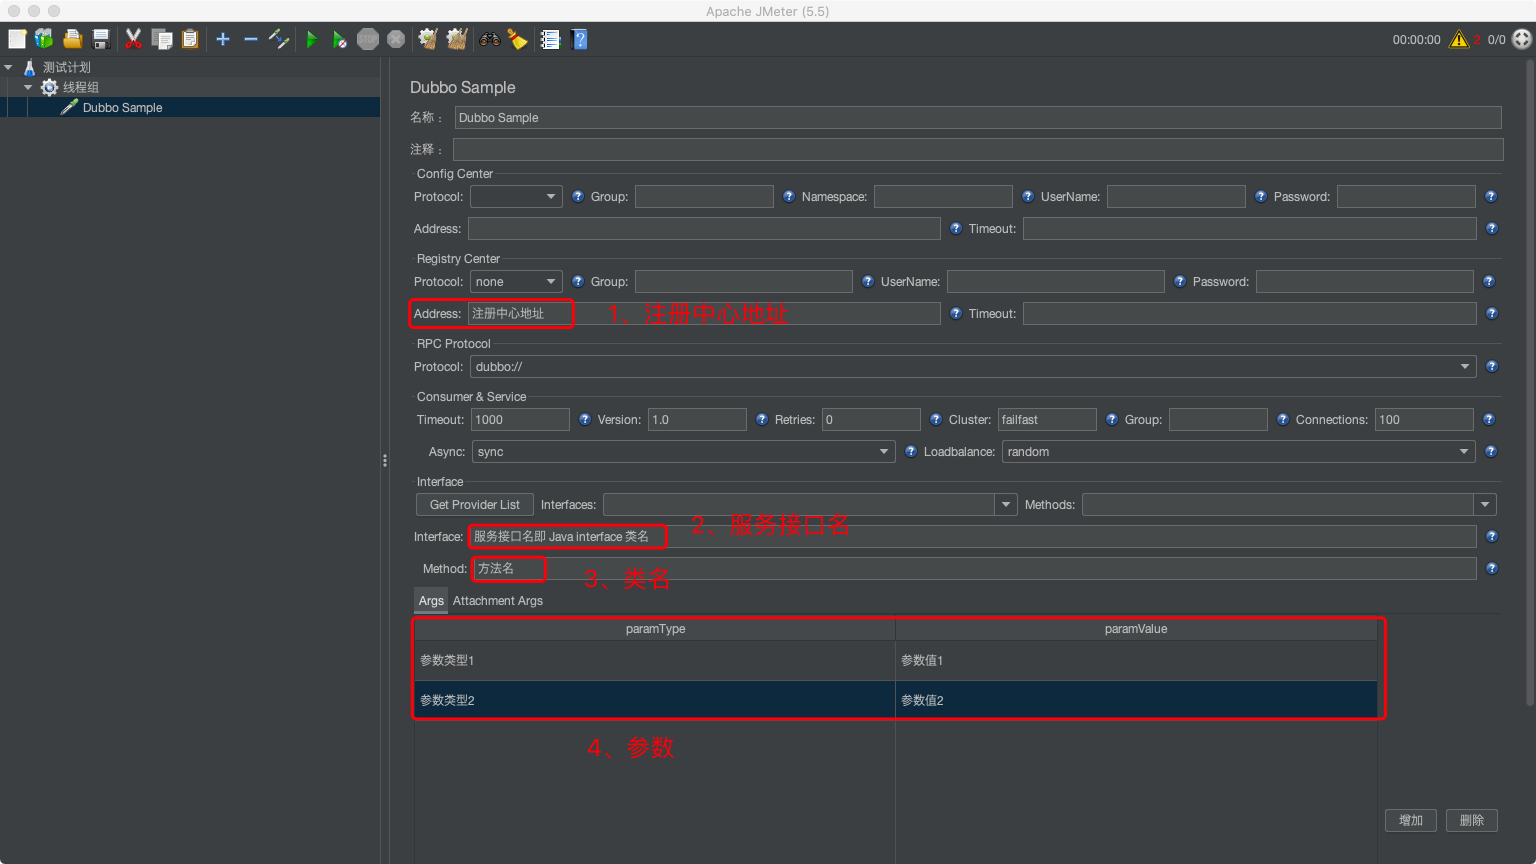 Apache JMeter (5.5)
STOP 00:00:00 2 0/0
测试计划
线程组
Dubbo Sample
Dubbo Sample
名称： Dubbo Sample
注释：
Config Center
Protocol: Group: Namespace: UserName: Password:
Address: Timeout:
Registry Center
Protocol: none Group: UserName: Password:
Address: 注册中心地址 1、注册中心地址 Timeout:
RPC Protocol
Protocol: dubbo://
Consumer & Service
Timeout: 1000 Version: 1.0 Retries: 0 Cluster: failfast Group: Connections: 100
Async: sync Loadbalance: random
Interface
Get Provider List Interfaces: Methods:
2、服务接口名
Interface: 服务接口名即 Java interface 类名
Method: 方法名 3、类名
Args Attachment Args
paramType paramValue
参数类型1 参数值1
参数类型2 参数值2
4、参数
增加 删除